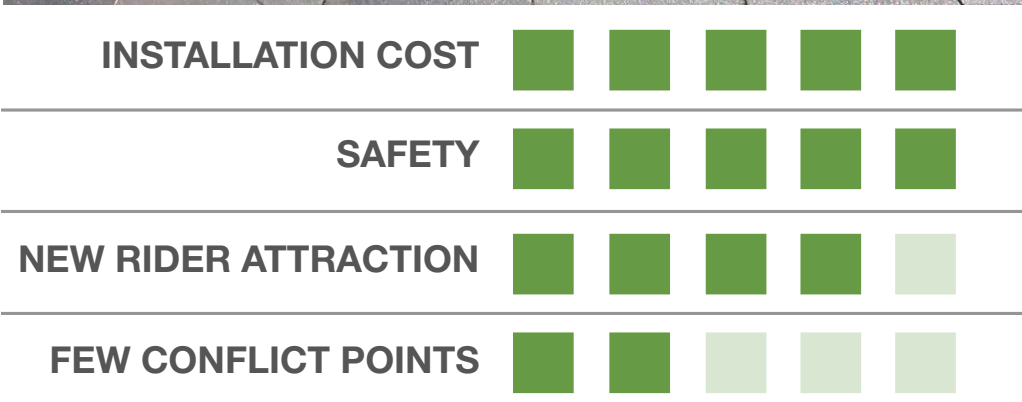 INSTALLATION COST
SAFETY
NEW RIDER ATTRACTION
FEW CONFLICT POINTS